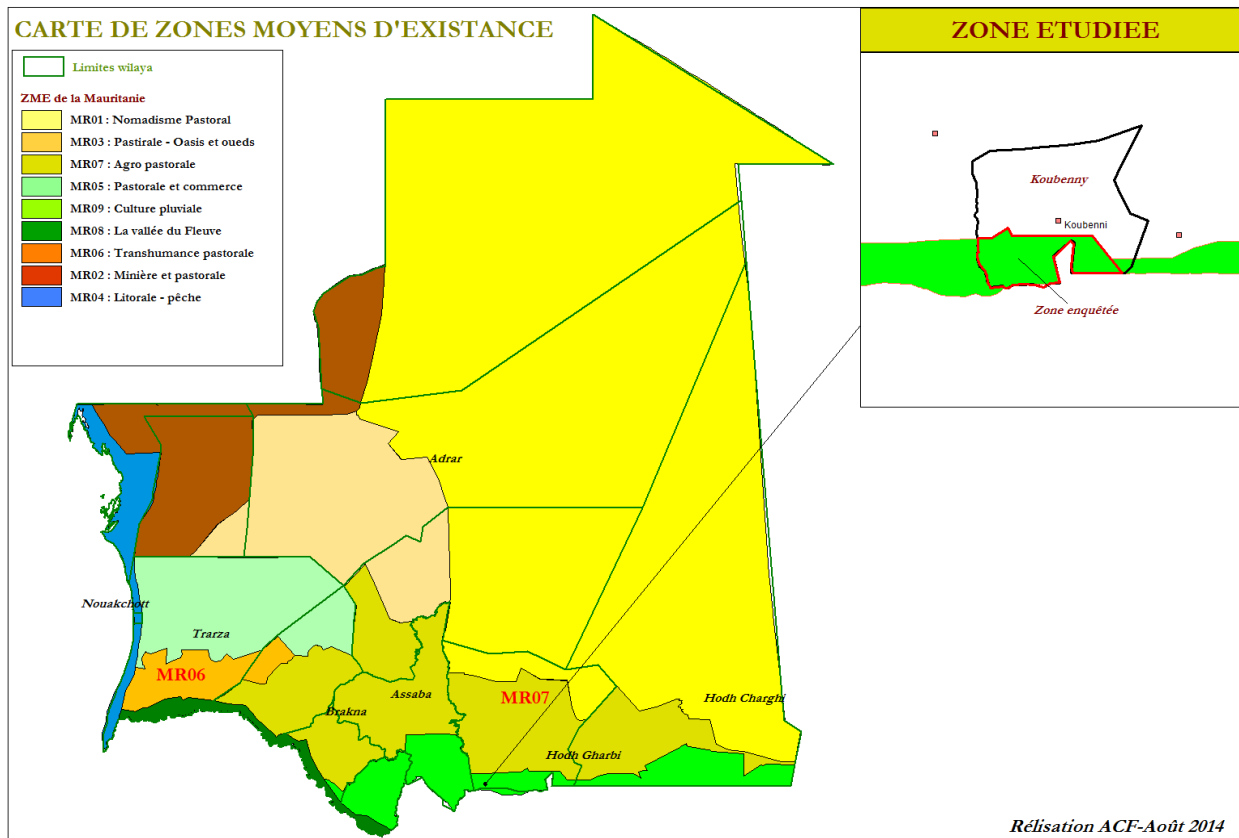 CARTE DE ZONES MOYENS D'EXISTANCE
Limites wilaya
ZME de la Mauritanie
MR01 : Nomadisme Pastoral
MR03 : Pastirale - Oasis et oueds
MR07 : Agro pastorale
MR05 : Pastorale et commerce
MR09 : Culture pluviale
MR08 : La vallée du Fleuve
MR06 : Transhumance pastorale
MR02 : Minière et pastorale
MR04 : Litorale - pêche
ZONE ETUDIEE
Koubenny
Koubenni
Zone enquêtée
Adrar
Nouakchott
Trarza
MR06
Assaba
MR07
Hodh Charghi
Brakna
Hodh Gharbi
Rélisation ACF-Août 2014